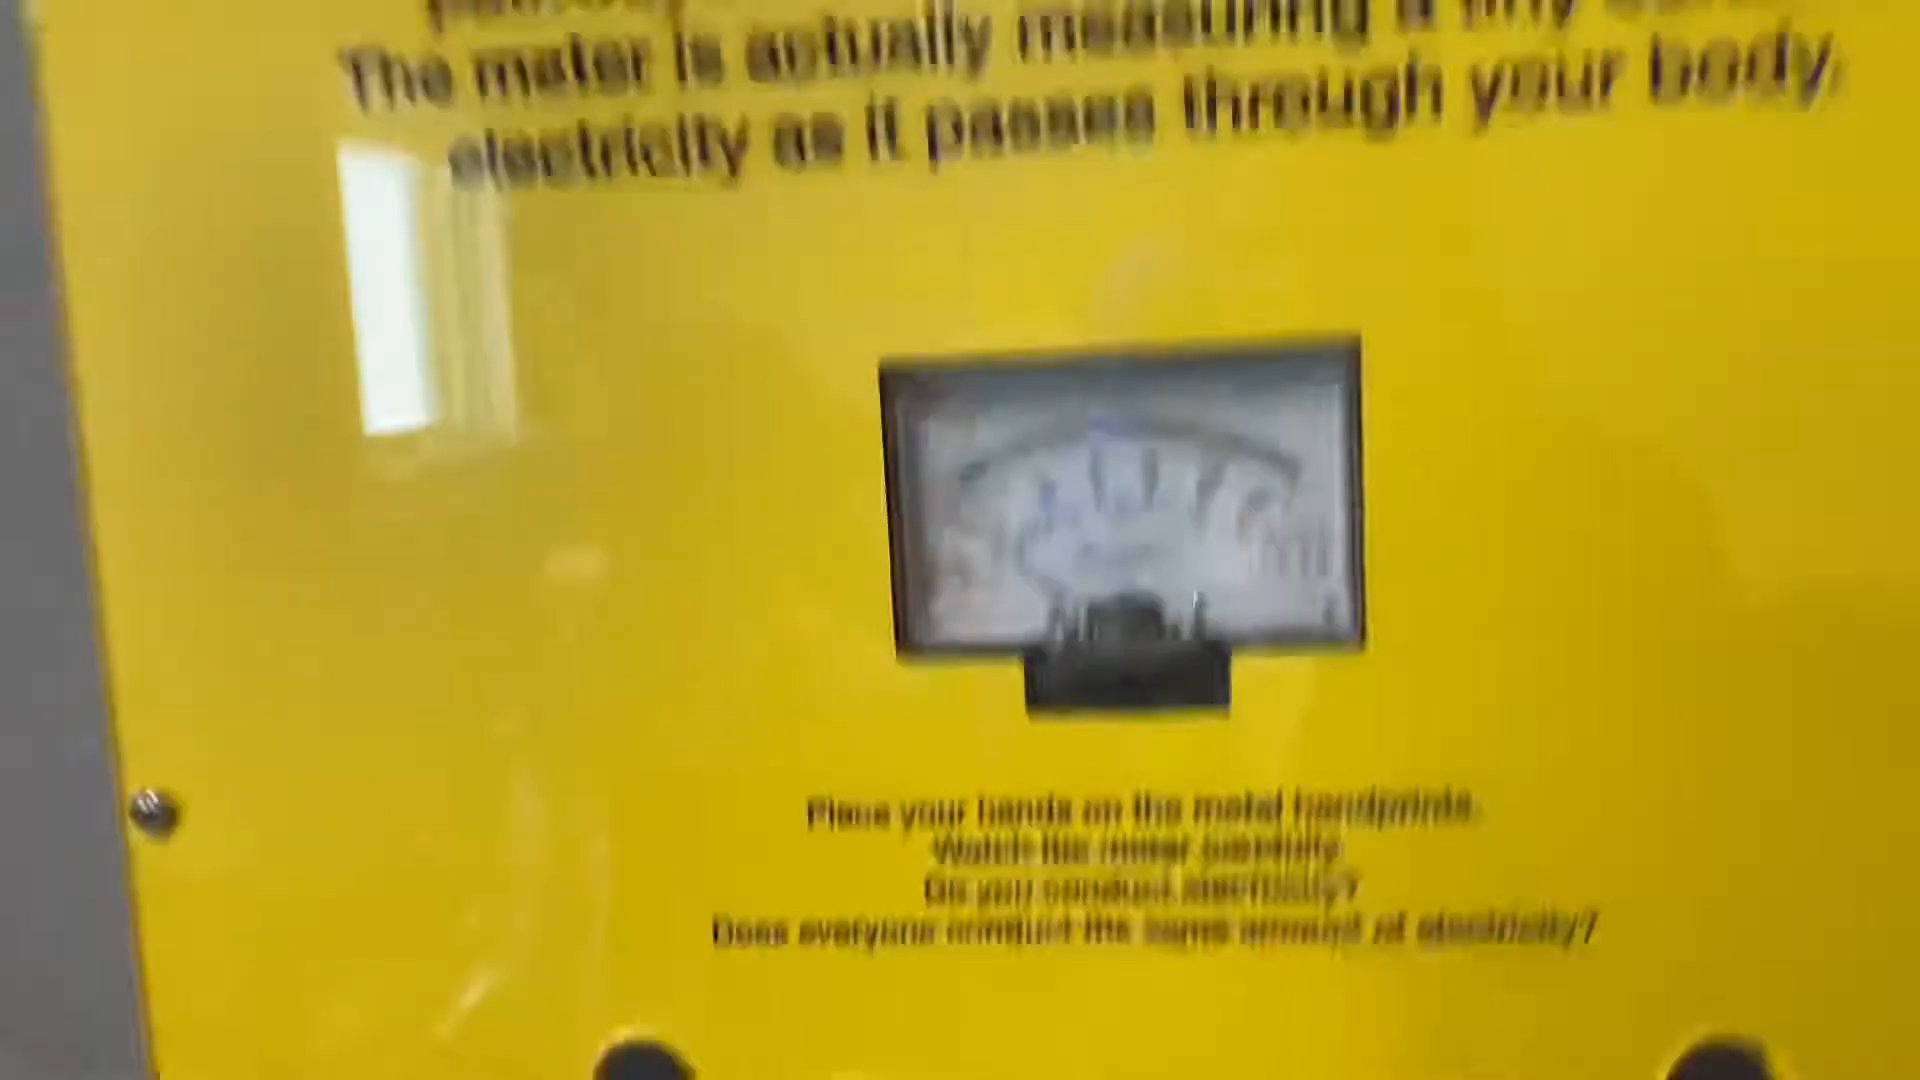 The meter is actually measuring a tiny
electricity as it passes through your body.
Place your hands on the metal handprints.
Watch the meter carefully.
Do you conduct electricity?
Does everyone conduct the same amount of electricity?